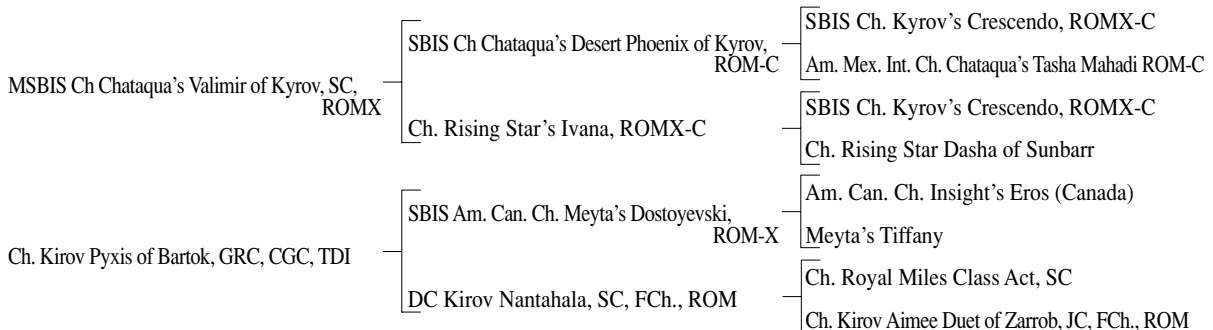 SBIS Ch. Kyrov's Crescendo, ROMX-C
SBIS Ch Chataqua's Desert Phoenix of Kyrov,
ROM-C
Am. Mex. Int. Ch. Chataqua's Tasha Mahadi ROM-C
MSBIS Ch Chataqua's Valimir of Kyrov, SC,
ROMX
SBIS Ch. Kyrov's Crescendo, ROMX-C
Ch. Rising Star's Ivana, ROMX-C
Ch. Rising Star Dasha of Sunbarr
Am. Can. Ch. Insight's Eros (Canada)
SBIS Am. Can. Ch. Meyta's Dostoyevski,
ROM-X
Meyta's Tiffany
Ch. Kirov Pyxis of Bartok, GRC, CGC, TDI
Ch. Royal Miles Class Act, SC
DC Kirov Nantahala, SC, FCh., ROM
Ch. Kirov Aimee Duet of Zarrob, JC, FCh., ROM